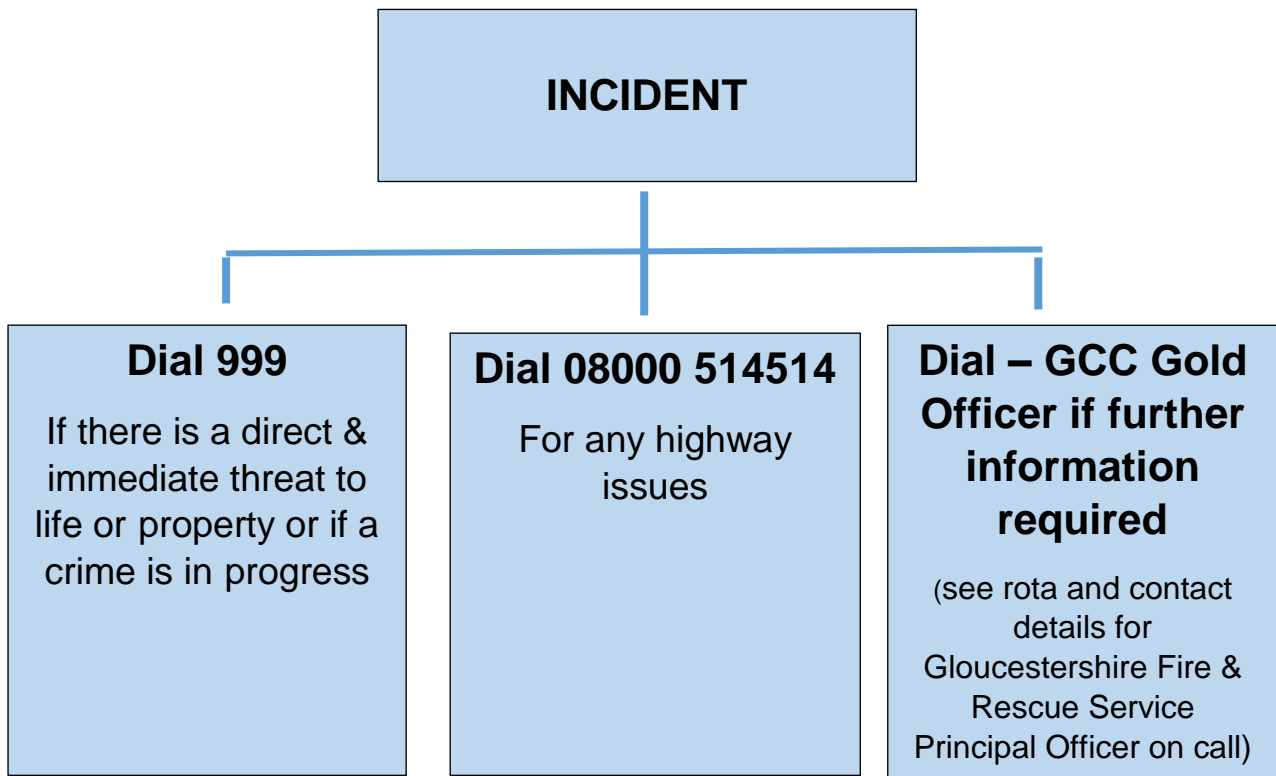 INCIDENT
Dial 999
If there is a direct &
immediate threat to
life or property or if a
crime is in progress
Dial 08000 514514
For any highway
issues
Dial – GCC Gold
Officer if further
information
required
(see rota and contact
details for
Gloucestershire Fire &
Rescue Service
Principal Officer on call)